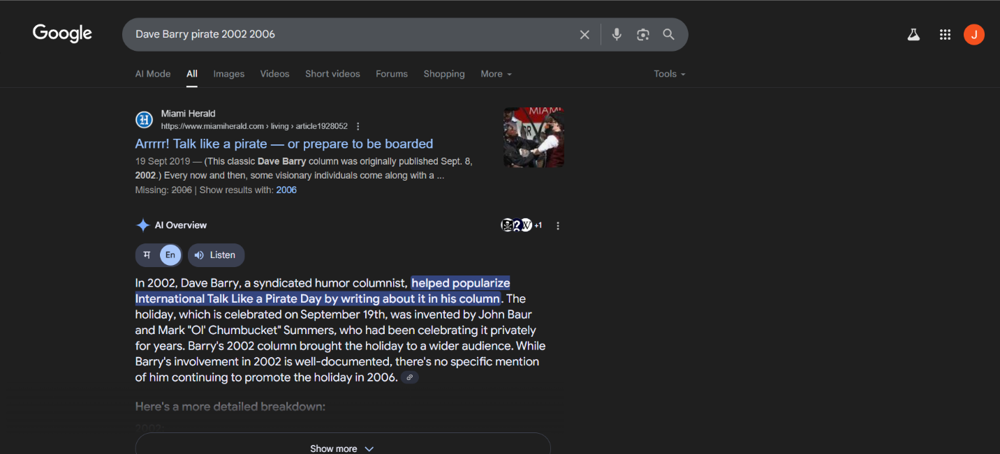 Google
Dave Barry pirate 2002 2006
J
AI Mode
All
Images
Videos
Short videos
Forums
Shopping
More
Tools
Miami Herald
https://www.miamiherald.com › living › article1928052
Arrrrr! Talk like a pirate — or prepare to be boarded
19 Sept 2019 — (This classic Dave Barry column was originally published Sept. 8,
2002.) Every now and then, some visionary individuals come along with a ...
Missing: 2006 | Show results with: 2006
MIAMI
AI Overview
+1
म
En
Listen
In 2002, Dave Barry, a syndicated humor columnist, helped popularize
International Talk Like a Pirate Day by writing about it in his column. The
holiday, which is celebrated on September 19th, was invented by John Baur
and Mark "Ol' Chumbucket" Summers, who had been celebrating it privately
for years. Barry's 2002 column brought the holiday to a wider audience. While
Barry's involvement in 2002 is well-documented, there's no specific mention
of him continuing to promote the holiday in 2006.
Here's a more detailed breakdown:
2002:
Show more